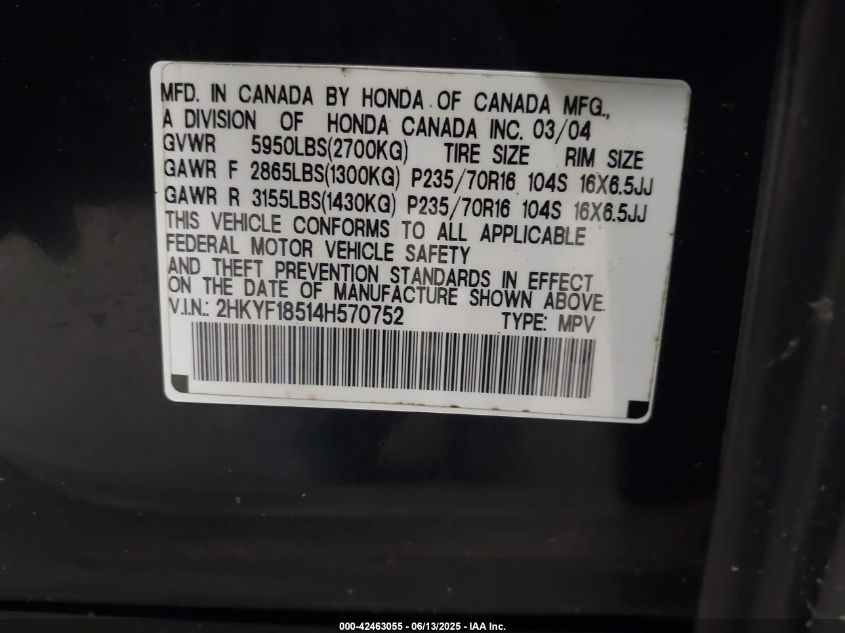 MFD. IN CANADA BY HONDA OF CANADA MFG.,
A DIVISION OF HONDA CANADA INC. 03/04
GVWR 5950LBS(2700KG) TIRE SIZE RIM SIZE
GAWR F 2865LBS(1300KG) P235/70R16 104S 16X6.5JJ
GAWR R 3155LBS(1430KG) P235/70R16 104S 16X6.5JJ
THIS VEHICLE CONFORMS TO ALL APPLICABLE
FEDERAL MOTOR VEHICLE SAFETY
AND THEFT PREVENTION STANDARDS IN EFFECT
ON THE DATE OF MANUFACTURE SHOWN ABOVE.
V.I.N.: 2HKYF18514H570752 TYPE: MPV
000-42463055 - 06/13/2025 - IAA Inc.